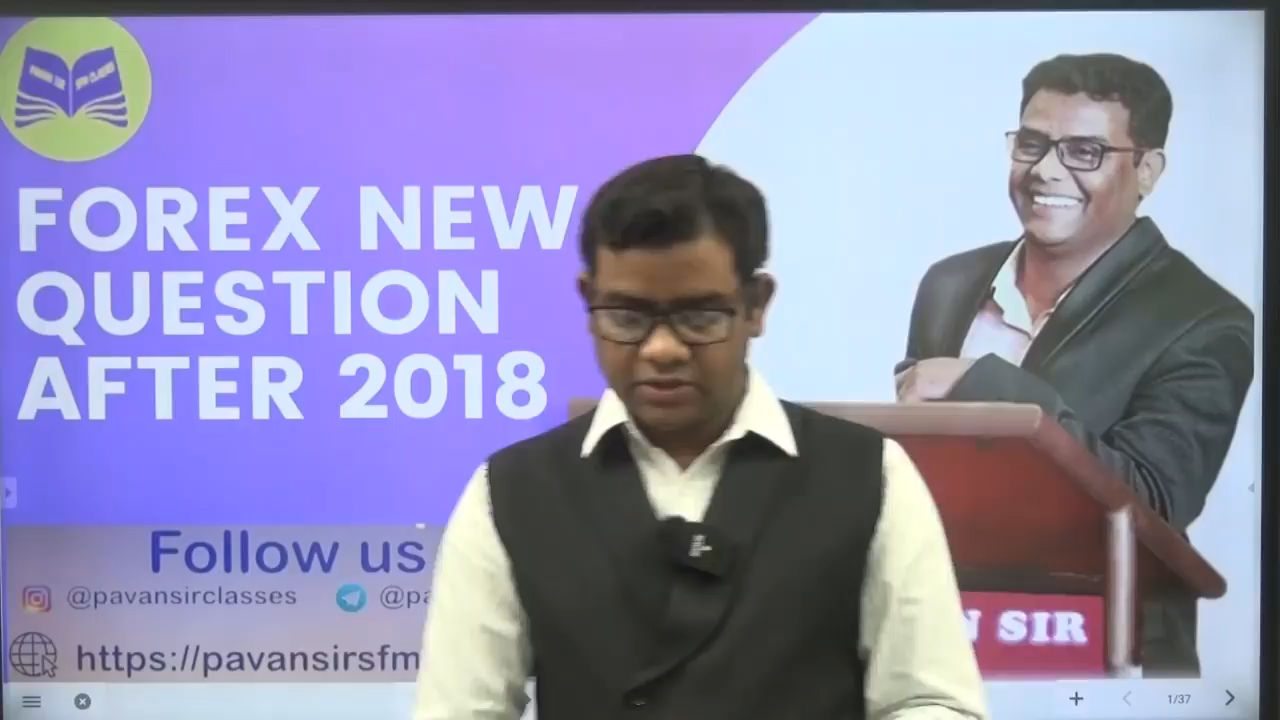 FOREX NEW
QUESTION
AFTER 2018
Follow us
@pavansirclasses
https://pavansirsfm
SIR
1/37